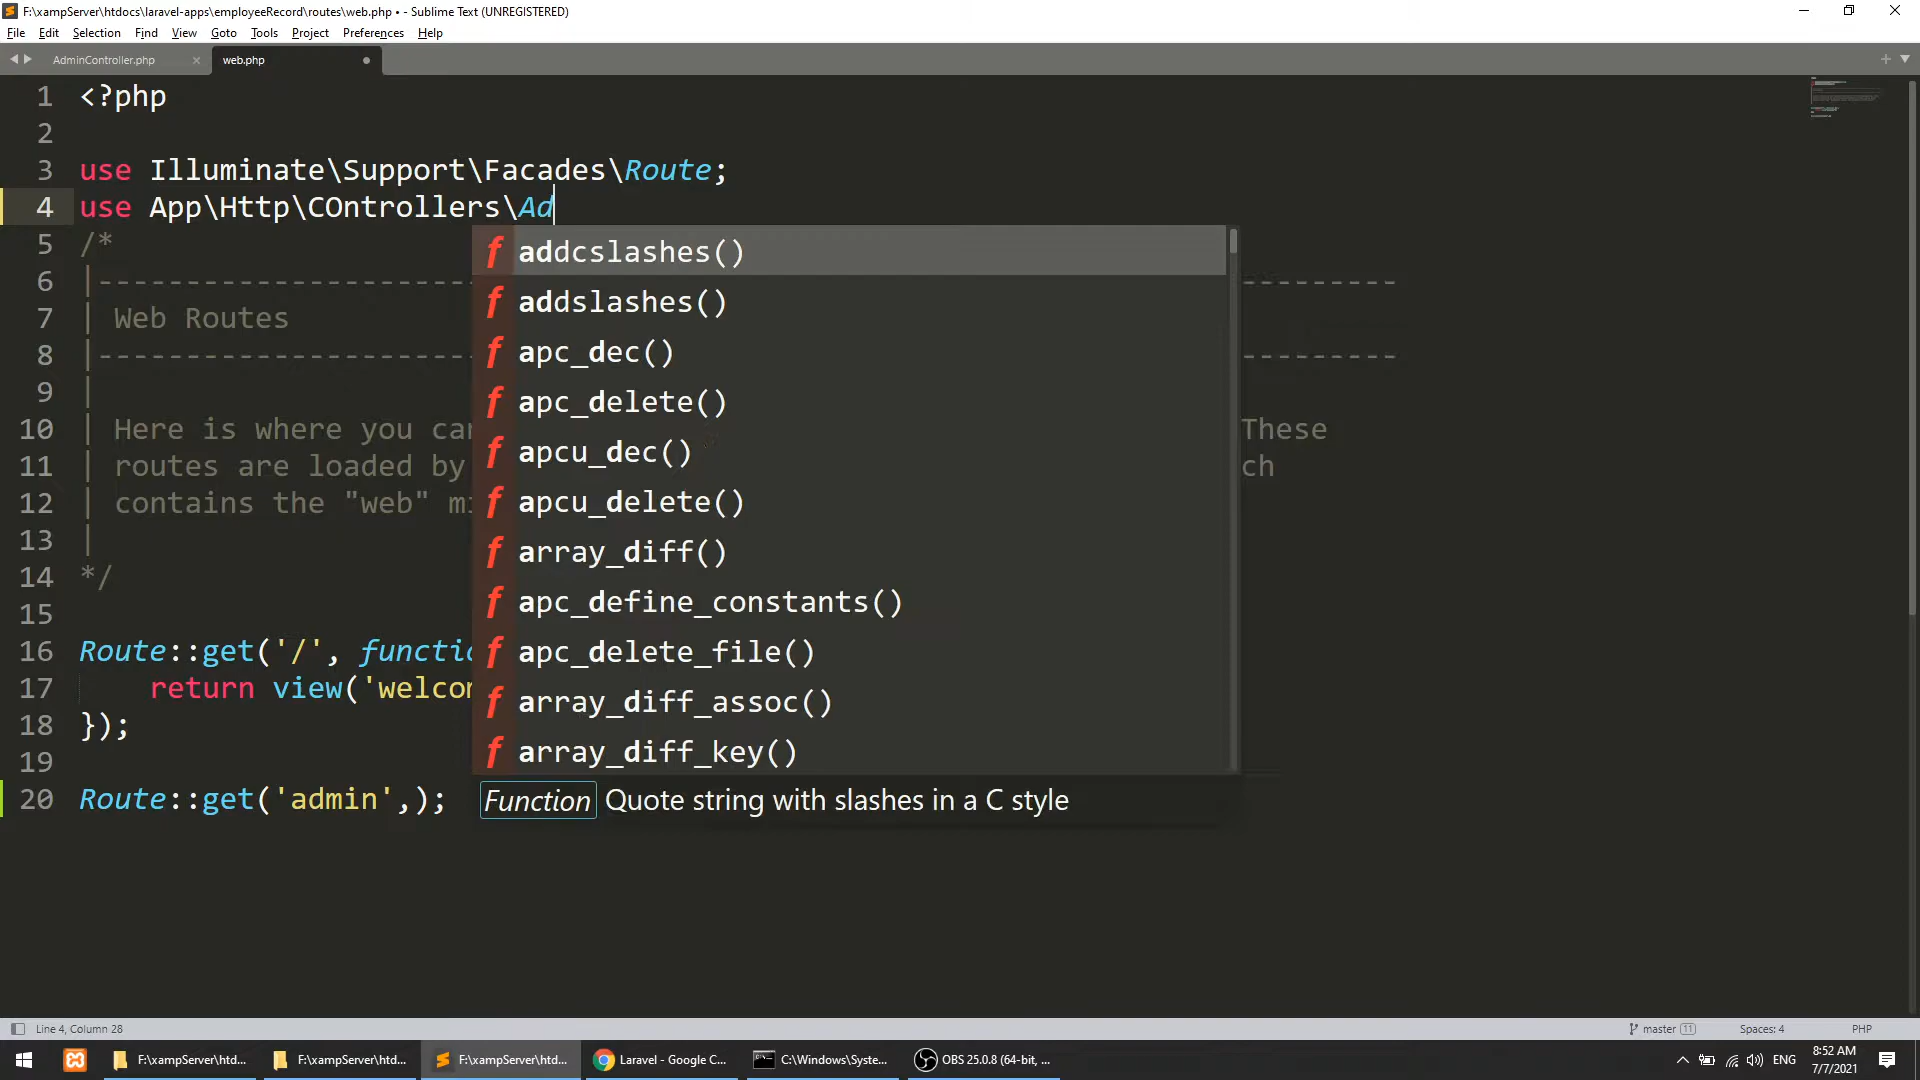 F:\xampServer\htdocs\laravel-apps\employeeRecord\routes\web.php • - Sublime Text (UNREGISTERED)
File Edit Selection Find View Goto Tools Project Preferences Help
AdminController.php × web.php
1 <?php
2
3 use Illuminate\Support\Facades\Route;
4 use App\Http\COntrollers\Ad
5 /*
6 |---------------------- ---------
7 | Web Routes
8 |---------------------- ---------
9 |
10 | Here is where you can These
11 | routes are loaded by ch
12 | contains the "web" mi
13 |
14 */
15
16 Route::get('/', functio
17 return view('welcom
18 });
19
20 Route::get('admin',);
f addcslashes()
f addslashes()
f apc_dec()
f apc_delete()
f apcu_dec()
f apcu_delete()
f array_diff()
f apc_define_constants()
f apc_delete_file()
f array_diff_assoc()
f array_diff_key()
Function Quote string with slashes in a C style
Line 4, Column 28 master 11 Spaces: 4 PHP
F:\xampServer\htd... F:\xampServer\htd... F:\xampServer\htd... Laravel - Google C... C:\Windows\Syste... OBS 25.0.8 (64-bit, ... ENG 8:52 AM
7/7/2021